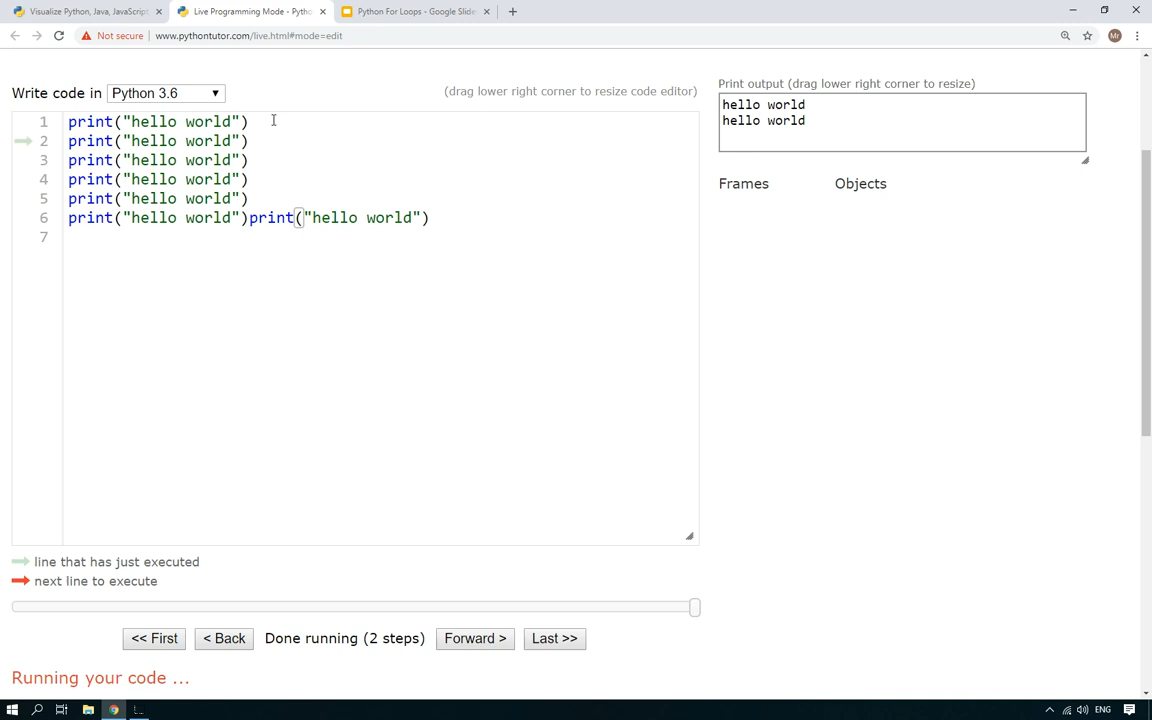 Visualize Python, Java, JavaScript
Live Programming Mode - Pytho
Python For Loops - Google Slide
Not secure
www.pythontutor.com/live.html#mode=edit
Mr
Write code in Python 3.6
(drag lower right corner to resize code editor)
1 print("hello world")
2 print("hello world")
3 print("hello world")
4 print("hello world")
5 print("hello world")
6 print("hello world")print("hello world")
7
Print output (drag lower right corner to resize)
hello world
hello world
Frames Objects
line that has just executed
next line to execute
<< First < Back Done running (2 steps) Forward > Last >>
Running your code ...
ENG